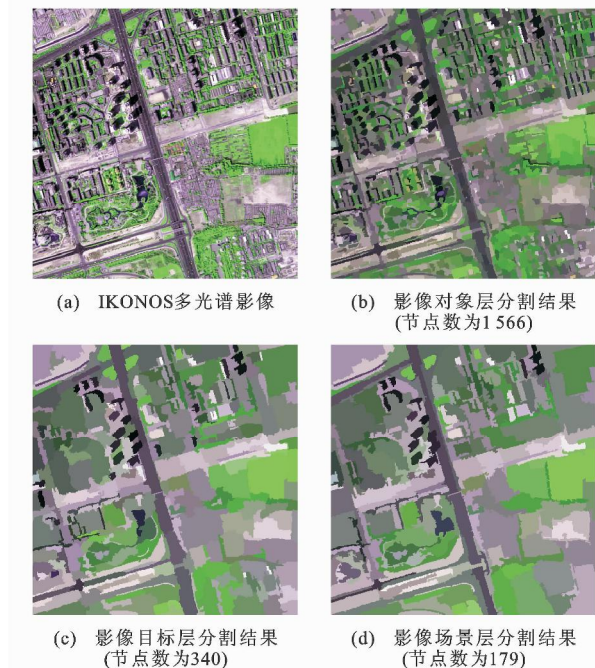 (a) IKONOS多光谱影像
(b) 影像对象层分割结果
(节点数为1 566)
(c) 影像目标层分割结果
(节点数为340)
(d) 影像场景层分割结果
(节点数为179)